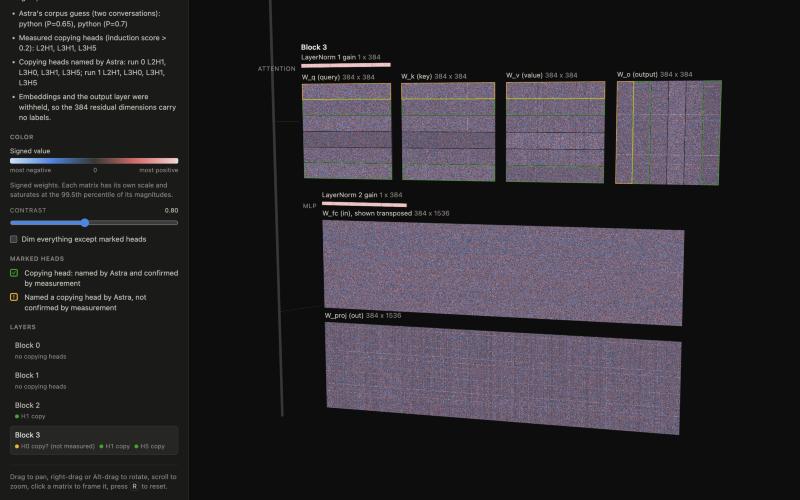 Astra's corpus guess (two conversations):
python (P=0.65), python (P=0.7)
Measured copying heads (induction score >
0.2): L2H1, L3H1, L3H5
Copying heads named by Astra: run 0 L2H1,
L3H0, L3H1, L3H5; run 1 L2H1, L3H0, L3H1,
L3H5
Embeddings and the output layer were
withheld, so the 384 residual dimensions carry
no labels.
COLOR
Signed value
most negative 0 most positive
Signed weights. Each matrix has its own scale and
saturates at the 99.5th percentile of its magnitudes.
CONTRAST 0.80
Dim everything except marked heads
MARKED HEADS
Copying head: named by Astra and confirmed
by measurement
Named a copying head by Astra, not
confirmed by measurement
LAYERS
Block 0
no copying heads
Block 1
no copying heads
Block 2
H1 copy
Block 3
H0 copy? (not measured) H1 copy H5 copy
Drag to pan, right-drag or Alt-drag to rotate, scroll to
zoom, click a matrix to frame it, press R to reset.
Block 3
LayerNorm 1 gain 1 x 384
ATTENTION
W_q (query) 384 x 384
W_k (key) 384 x 384
W_v (value) 384 x 384
W_o (output) 384 x 384
LayerNorm 2 gain 1 x 384
MLP
W_fc (in), shown transposed 384 x 1536
W_proj (out) 384 x 1536